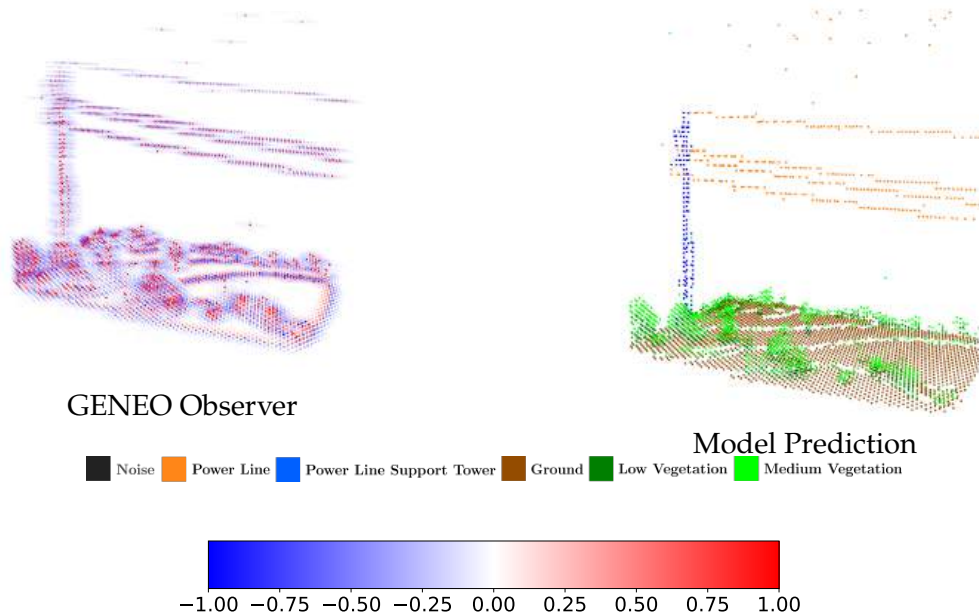 GENEO Observer
Model Prediction
Noise Power Line Power Line Support Tower Ground Low Vegetation Medium Vegetation
−1.00 −0.75 −0.50 −0.25 0.00 0.25 0.50 0.75 1.00